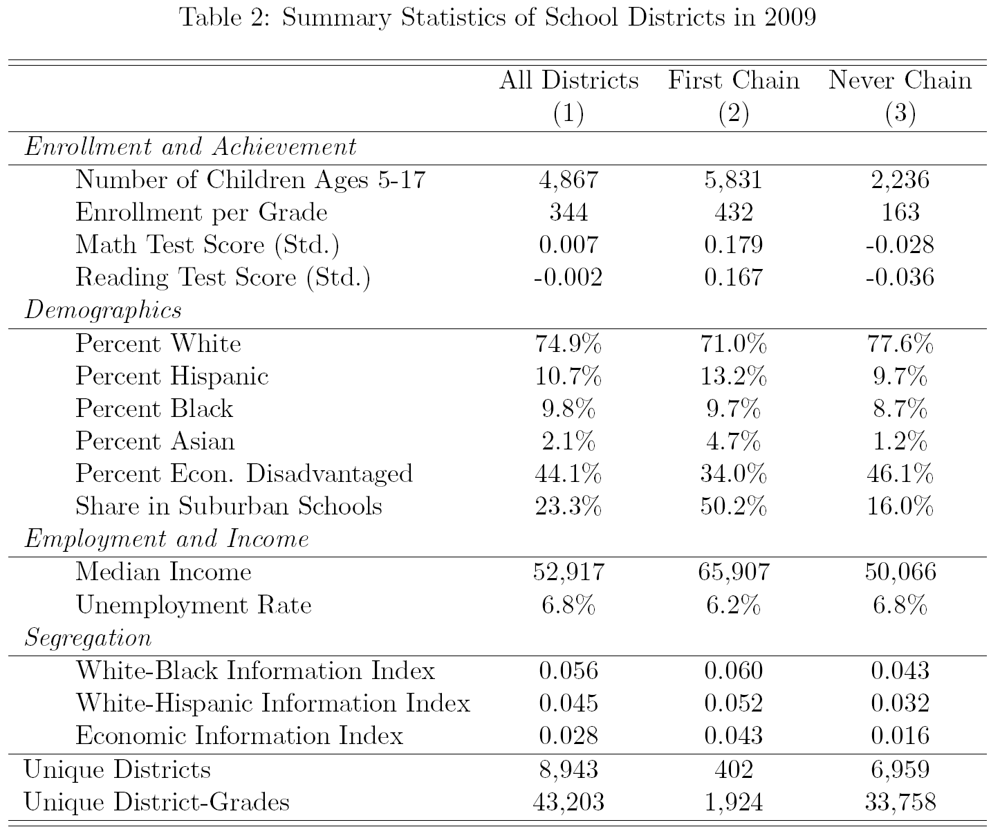 Table 2: Summary Statistics of School Districts in 2009
All Districts First Chain Never Chain
(1) (2) (3)
Enrollment and Achievement
Number of Children Ages 5-17 4,867 5,831 2,236
Enrollment per Grade 344 432 163
Math Test Score (Std.) 0.007 0.179 -0.028
Reading Test Score (Std.) -0.002 0.167 -0.036
Demographics
Percent White 74.9% 71.0% 77.6%
Percent Hispanic 10.7% 13.2% 9.7%
Percent Black 9.8% 9.7% 8.7%
Percent Asian 2.1% 4.7% 1.2%
Percent Econ. Disadvantaged 44.1% 34.0% 46.1%
Share in Suburban Schools 23.3% 50.2% 16.0%
Employment and Income
Median Income 52,917 65,907 50,066
Unemployment Rate 6.8% 6.2% 6.8%
Segregation
White-Black Information Index 0.056 0.060 0.043
White-Hispanic Information Index 0.045 0.052 0.032
Economic Information Index 0.028 0.043 0.016
Unique Districts 8,943 402 6,959
Unique District-Grades 43,203 1,924 33,758